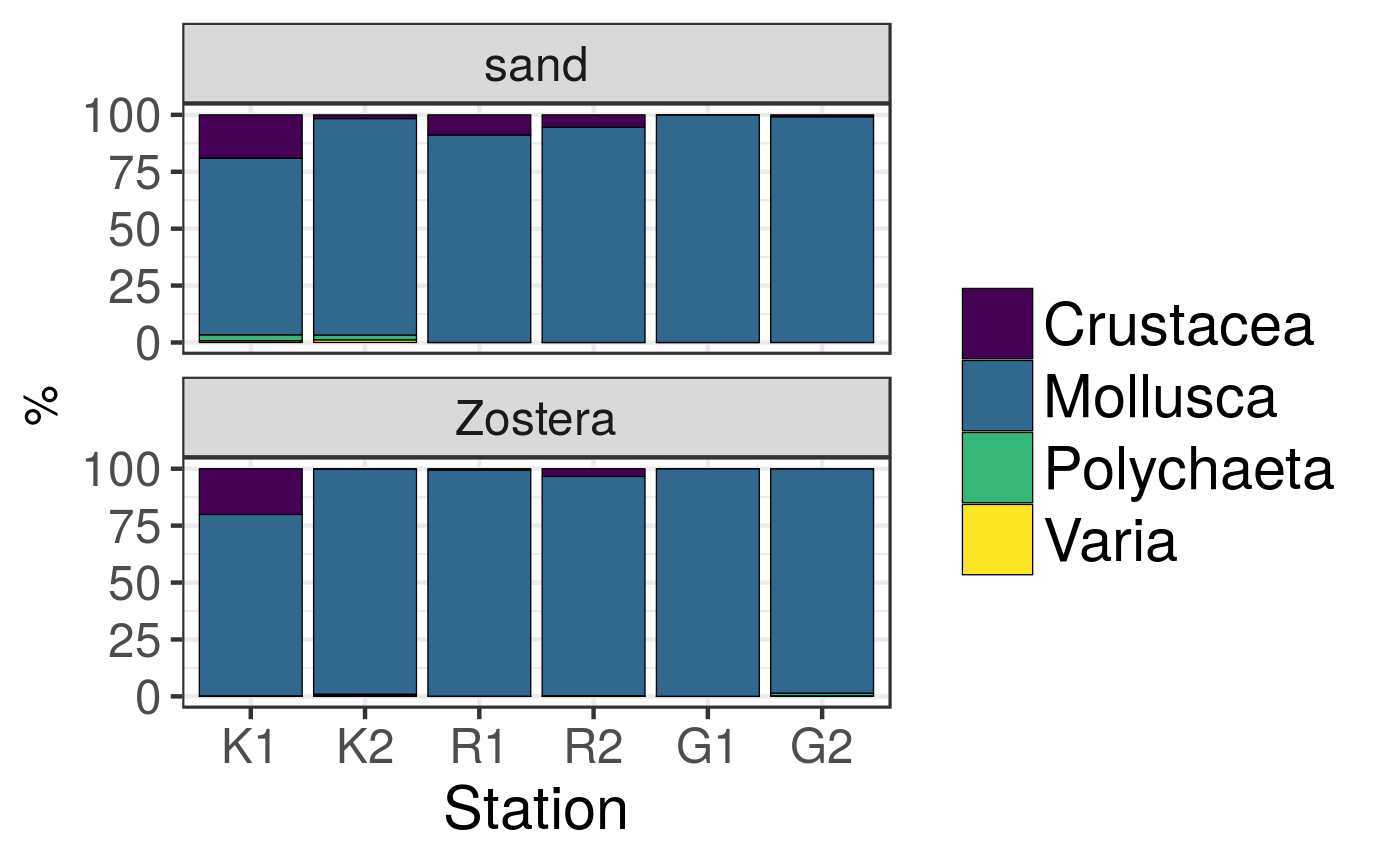 sand
100
75
50
25
0
%
Zostera
100
75
50
25
0
K1 K2 R1 R2 G1 G2
Station
Crustacea
Mollusca
Polychaeta
Varia